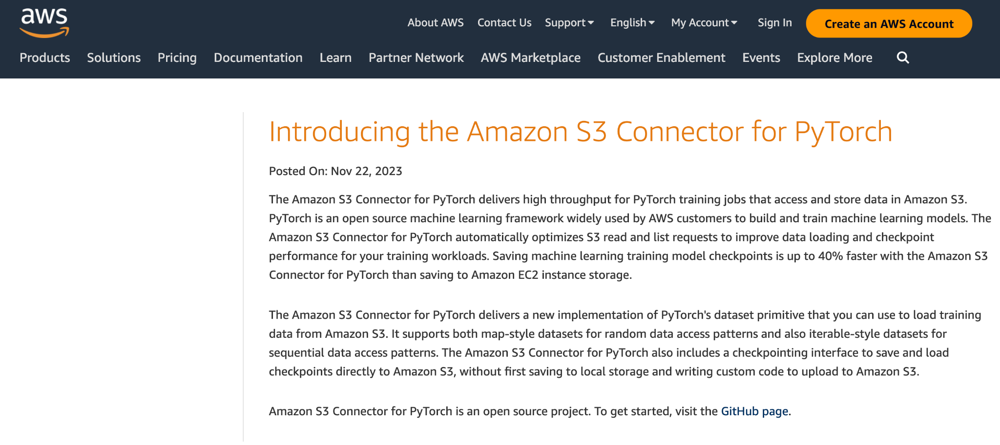 aws
About AWS Contact Us Support English My Account Sign In Create an AWS Account
Products Solutions Pricing Documentation Learn Partner Network AWS Marketplace Customer Enablement Events Explore More
Introducing the Amazon S3 Connector for PyTorch
Posted On: Nov 22, 2023
The Amazon S3 Connector for PyTorch delivers high throughput for PyTorch training jobs that access and store data in Amazon S3.
PyTorch is an open source machine learning framework widely used by AWS customers to build and train machine learning models. The
Amazon S3 Connector for PyTorch automatically optimizes S3 read and list requests to improve data loading and checkpoint
performance for your training workloads. Saving machine learning training model checkpoints is up to 40% faster with the Amazon S3
Connector for PyTorch than saving to Amazon EC2 instance storage.
The Amazon S3 Connector for PyTorch delivers a new implementation of PyTorch's dataset primitive that you can use to load training
data from Amazon S3. It supports both map-style datasets for random data access patterns and also iterable-style datasets for
sequential data access patterns. The Amazon S3 Connector for PyTorch also includes a checkpointing interface to save and load
checkpoints directly to Amazon S3, without first saving to local storage and writing custom code to upload to Amazon S3.
Amazon S3 Connector for PyTorch is an open source project. To get started, visit the GitHub page.